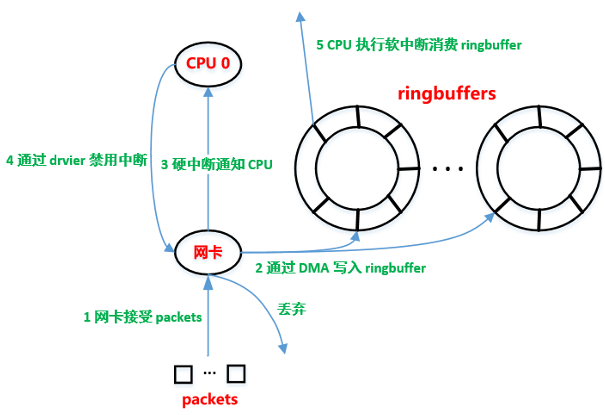 5 CPU 执行软中断消费 ringbuffer
CPU 0
ringbuffers
4 通过 drvier 禁用中断
3 硬中断通知 CPU
...
网卡
2 通过 DMA 写入 ringbuffer
1 网卡接受 packets
丢弃
...
packets